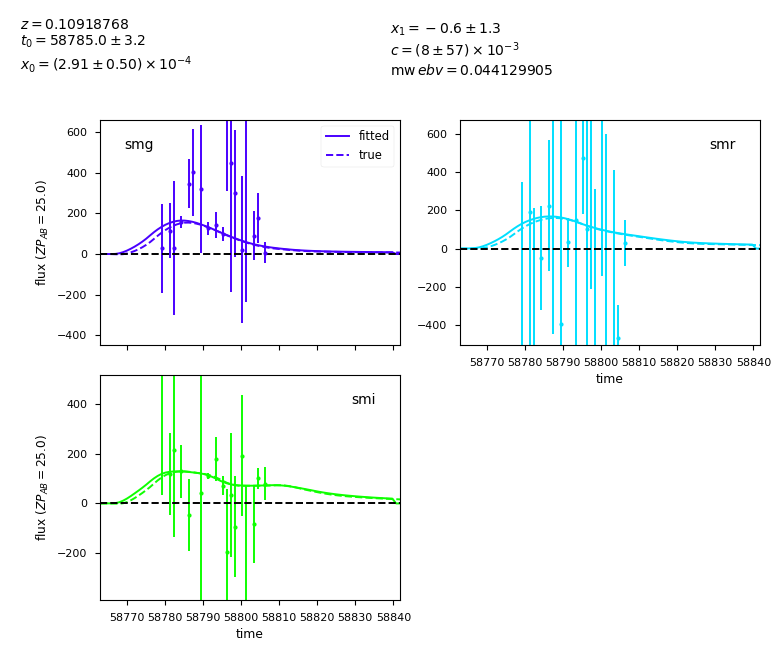 z = 0.10918768
t₀ = 58785.0 ± 3.2
x₀ = (2.91 ± 0.50) × 10⁻⁴
x₁ = −0.6 ± 1.3
c = (8 ± 57) × 10⁻³
mw ebv = 0.044129905
smg
fitted
true
600
400
200
0
−200
−400
flux (ZP_AB = 25.0)
smr
600
400
200
0
−200
−400
58770 58780 58790 58800 58810 58820 58830 58840
time
smi
400
200
0
−200
flux (ZP_AB = 25.0)
58770 58780 58790 58800 58810 58820 58830 58840
time